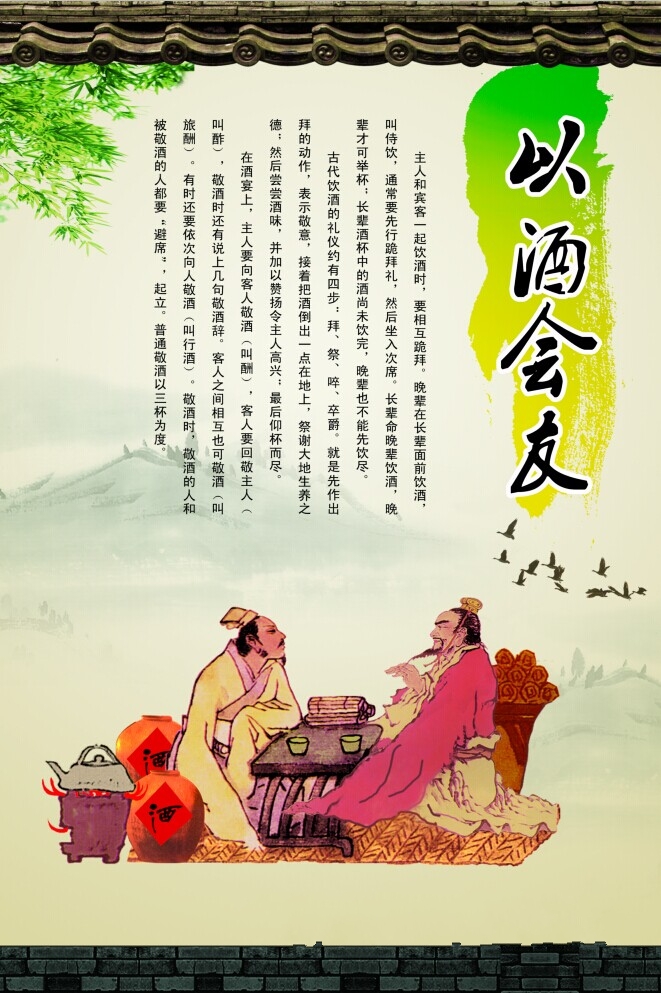 以酒会友
主人和宾客一起饮酒时，要相互跪拜。晚辈在长辈面前饮酒，
叫侍饮，通常要先行跪拜礼，然后坐入次席。长辈命晚辈饮酒，晚
辈才可举杯；长辈酒杯中的酒尚未饮完，晚辈也不能先饮尽。
古代饮酒的礼仪约有四步：拜、祭、啐、卒爵。就是先作出
拜的动作，表示敬意，接着把酒倒出一点在地上，祭谢大地生养之
德；然后尝尝酒味，并加以赞扬令主人高兴；最后仰杯而尽。
在酒宴上，主人要向客人敬酒（叫酬），客人要回敬主人（
叫酢），敬酒时还有说上几句敬酒辞。客人之间相互也可敬酒（叫
旅酬）。有时还要依次向人敬酒（叫行酒）。敬酒时，敬酒的人和
被敬酒的人都要“避席”，起立。普通敬酒以三杯为度。
酒
酒